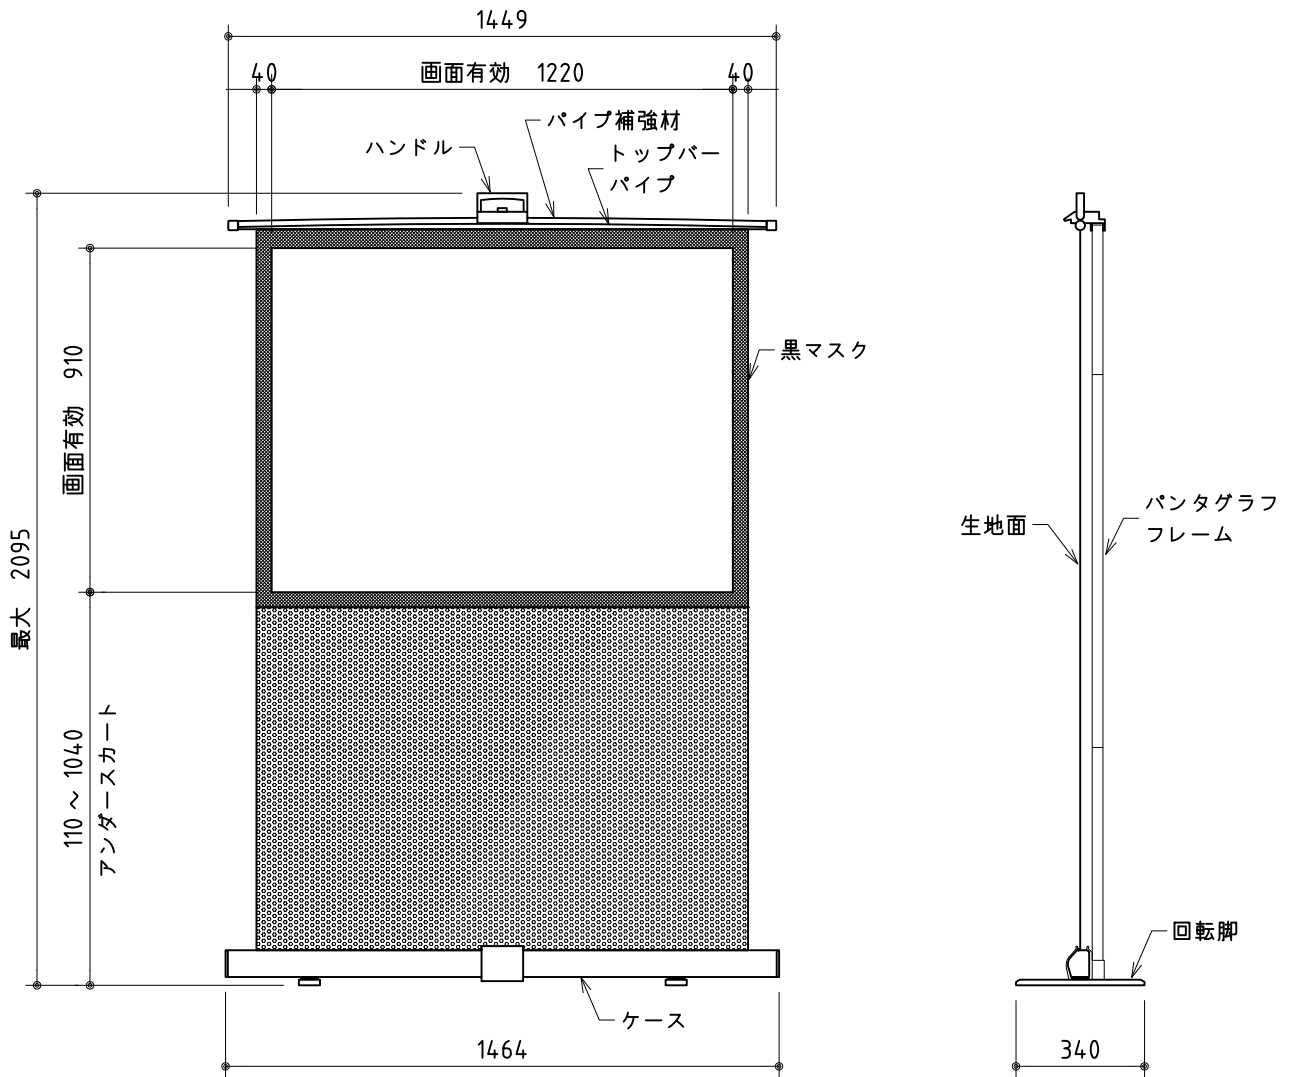 1449
40
画面有効 1220
40
パイプ補強材
ハンドル
トップバー
パイプ
黒マスク
画面有効 910
最大 2095
生地面
パンタグラフ
フレーム
110～1040
アンダースカート
回転脚
ケース
1464
340